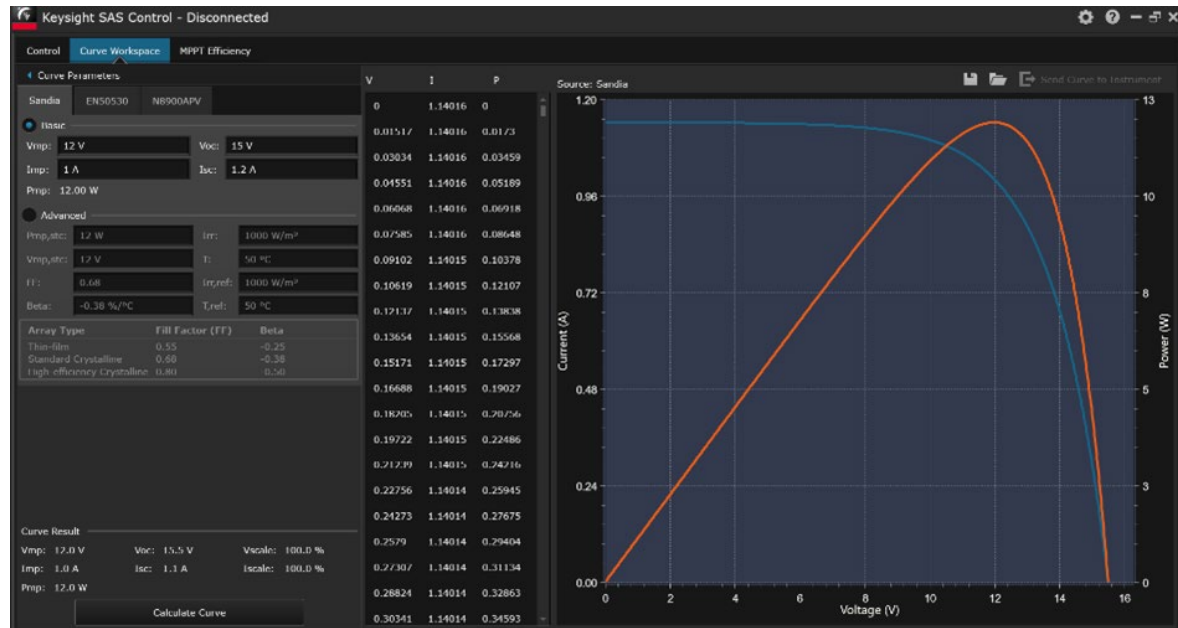 Keysight SAS Control - Disconnected
Control Curve Workspace MPPT Efficiency
Curve Parameters
Sandia EN50530 N8900APV
Basic
Vmp: 12 V Voc: 15 V
Imp: 1 A Isc: 1.2 A
Pmp: 12.00 W
Advanced
Pmp,stc: 12 W Irr: 1000 W/m²
Vmp,stc: 12 V T: 50 °C
FF: 0.68 Irr,ref: 1000 W/m²
Beta: -0.38 %/°C T,ref: 50 °C
Array Type Fill Factor (FF) Beta
Thin-film 0.55 -0.25
Standard Crystalline 0.68 -0.38
High-efficiency Crystalline 0.80 -0.50
Curve Result
Vmp: 12.0 V Voc: 15.5 V Vscale: 100.0 %
Imp: 1.0 A Isc: 1.1 A Iscale: 100.0 %
Pmp: 12.0 W
Calculate Curve
V I P
0 1.14016 0
0.01517 1.14016 0.0173
0.03034 1.14016 0.03459
0.04551 1.14016 0.05189
0.06068 1.14016 0.06918
0.07585 1.14016 0.08648
0.09102 1.14015 0.10378
0.10619 1.14015 0.12107
0.12137 1.14015 0.13838
0.13654 1.14015 0.15568
0.15171 1.14015 0.17297
0.16688 1.14015 0.19027
0.18205 1.14015 0.20756
0.19722 1.14015 0.22486
0.21239 1.14015 0.24216
0.22756 1.14014 0.25945
0.24273 1.14014 0.27675
0.2579 1.14014 0.29404
0.27307 1.14014 0.31134
0.28824 1.14014 0.32863
0.30341 1.14014 0.34593
Source: Sandia
Send Curve to Instrument
1.20 13
0.96 10
0.72 8
0.48 5
0.24 3
0.00 0
Current (A)
Power (W)
0 2 4 6 8 10 12 14 16
Voltage (V)